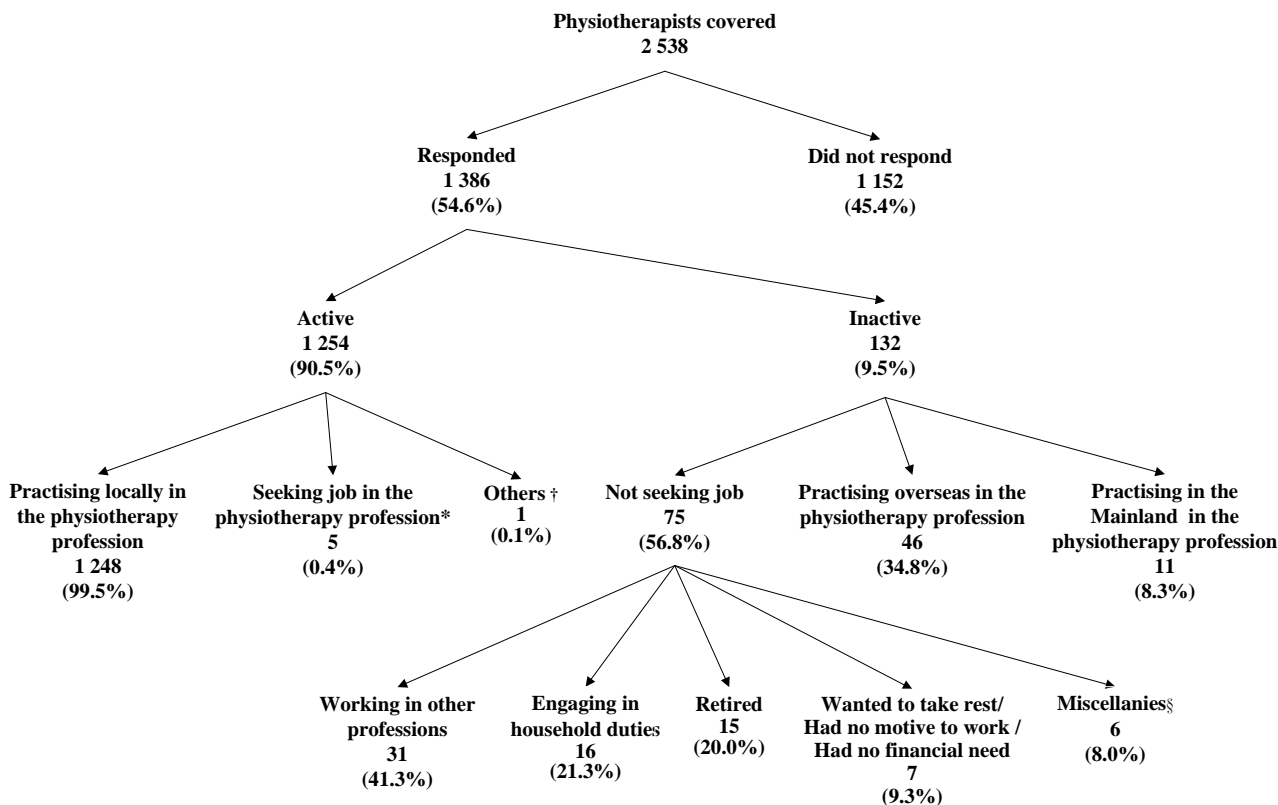 Physiotherapists covered
2 538
Responded
1 386
(54.6%)
Did not respond
1 152
(45.4%)
Active
1 254
(90.5%)
Inactive
132
(9.5%)
Practising locally in
the physiotherapy
profession
1 248
(99.5%)
Seeking job in the
physiotherapy profession*
5
(0.4%)
Others †
1
(0.1%)
Not seeking job
75
(56.8%)
Practising overseas in the
physiotherapy profession
46
(34.8%)
Practising in the
Mainland in the
physiotherapy profession
11
(8.3%)
Working in other
professions
31
(41.3%)
Engaging in
household duties
16
(21.3%)
Retired
15
(20.0%)
Wanted to take rest/
Had no motive to work /
Had no financial need
7
(9.3%)
Miscellanies§
6
(8.0%)